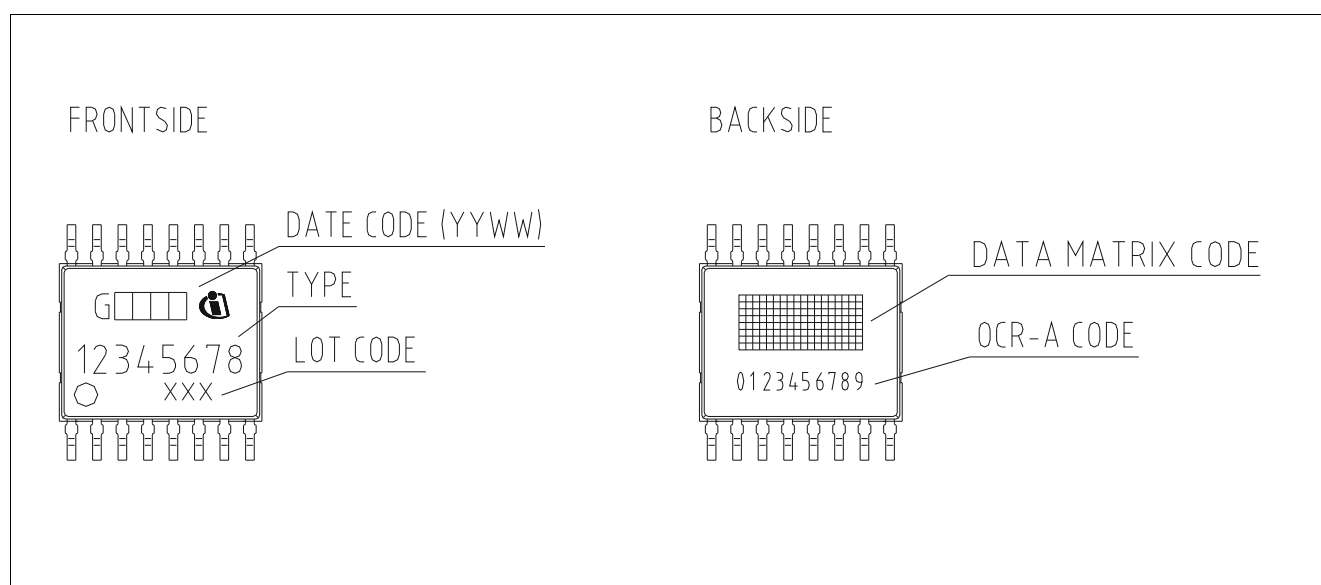 FRONTSIDE
BACKSIDE
DATE CODE (YYWW)
TYPE
LOT CODE
G
12345678
XXX
DATA MATRIX CODE
OCR-A CODE
0123456789